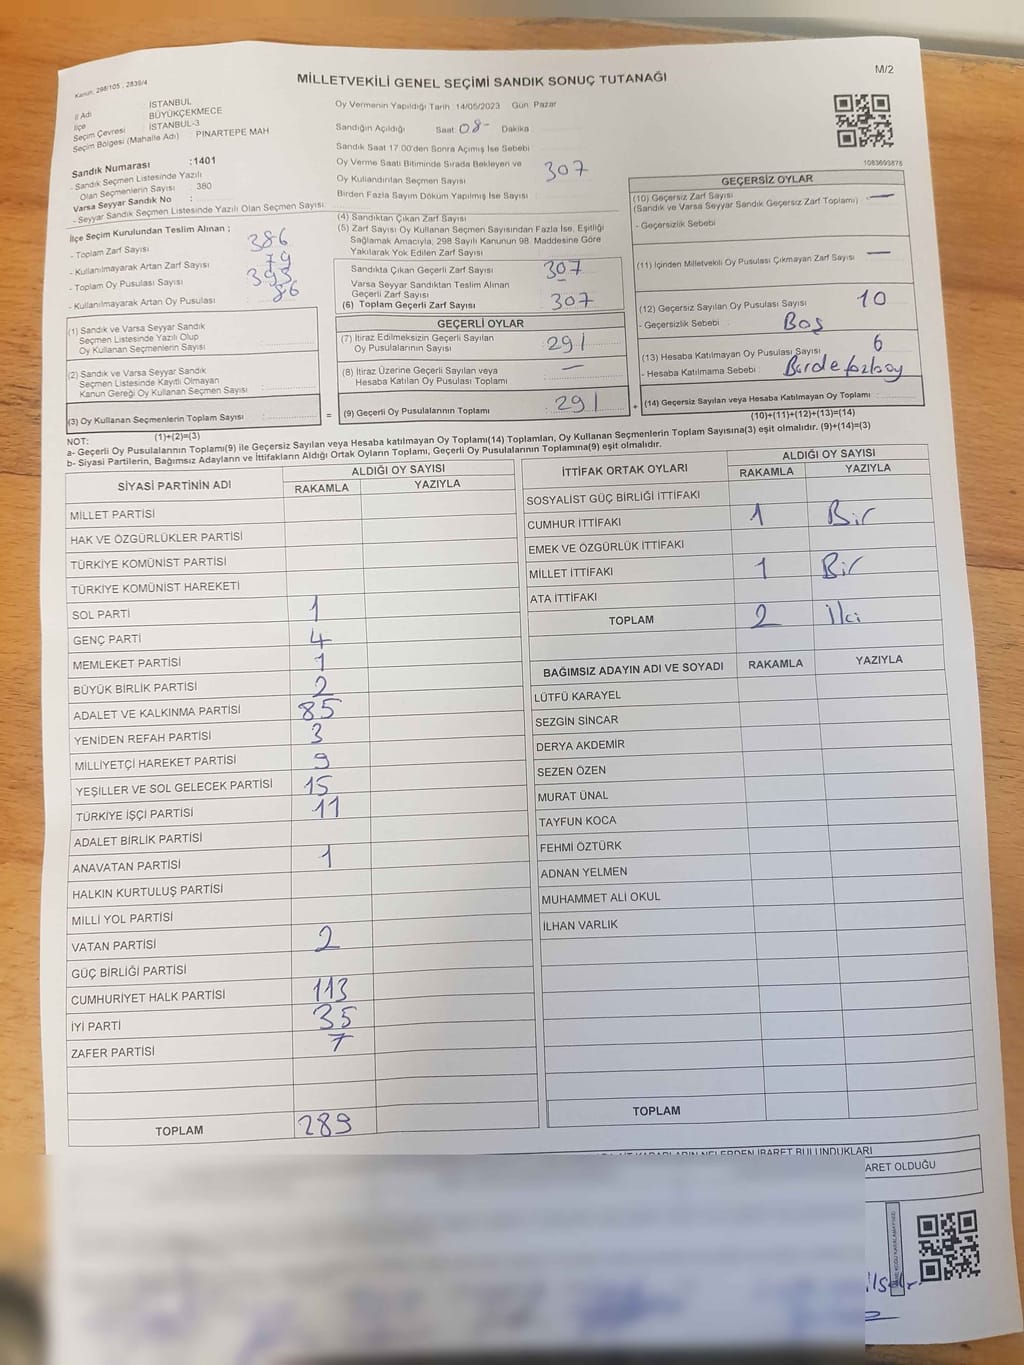 Kanun: 298/105 , 2839/4
MİLLETVEKİLİ GENEL SEÇİMİ SANDIK SONUÇ TUTANAĞI
M/2
İl Adı İSTANBUL
İlçe BÜYÜKÇEKMECE
Seçim Çevresi İSTANBUL-3
Seçim Bölgesi (Mahalle Adı) : PINARTEPE MAH
Sandık Numarası :1401
- Sandık Seçmen Listesinde Yazılı
Olan Seçmenlerin Sayısı : 380
Varsa Seyyar Sandık No :
- Seyyar Sandık Seçmen Listesinde Yazılı Olan Seçmen Sayısı:
İlçe Seçim Kurulundan Teslim Alınan ;
- Toplam Zarf Sayısı 386
- Kullanılmayarak Artan Zarf Sayısı 79
- Toplam Oy Pusulası Sayısı 393
- Kullanılmayarak Artan Oy Pusulası : 86
(1) Sandık ve Varsa Seyyar Sandık
Seçmen Listesinde Yazılı Olup
Oy Kullanan Seçmenlerin Sayısı
(2) Sandık ve Varsa Seyyar Sandık
Seçmen Listesinde Kayıtlı Olmayan
Kanun Gereği Oy Kullanan Seçmen Sayısı :
(3) Oy Kullanan Seçmenlerin Toplam Sayısı :
(1)+(2)=(3)
Oy Vermenin Yapıldığı Tarih :14/05/2023 Gün: Pazar
Sandığın Açıldığı Saat 08- Dakika :
Sandık Saat 17.00'den Sonra Açımış İse Sebebi
Oy Verme Saati Bitiminde Sırada Bekleyen ve
Oy Kullandırılan Seçmen Sayısı 307
Birden Fazla Sayım Döküm Yapılmış İse Sayısı
(4) Sandıktan Çıkan Zarf Sayısı
(5) Zarf Sayısı Oy Kullanan Seçmen Sayısından Fazla İse, Eşitliği
Sağlamak Amacıyla, 298 Sayılı Kanunun 98. Maddesine Göre
Yakılarak Yok Edilen Zarf Sayısı
Sandıkta Çıkan Geçerli Zarf Sayısı : 307
Varsa Seyyar Sandıktan Teslim Alınan
Geçerli Zarf Sayısı
(6) Toplam Geçerli Zarf Sayısı : 307
GEÇERLİ OYLAR
(7) İtiraz Edilmeksizin Geçerli Sayılan
Oy Pusulalarının Sayısı : 291
(8) İtiraz Üzerine Geçerli Sayılan veya
Hesaba Katılan Oy Pusulası Toplamı : —
= (9) Geçerli Oy Pusulalarının Toplamı : 291 +
1083693878
GEÇERSİZ OYLAR
(10) Geçersiz Zarf Sayısı —
(Sandık ve Varsa Seyyar Sandık Geçersiz Zarf Toplamı)
- Geçersizlik Sebebi
(11) İçinden Milletvekili Oy Pusulası Çıkmayan Zarf Sayısı —
(12) Geçersiz Sayılan Oy Pusulası Sayısı 10
- Geçersizlik Sebebi : Boş
(13) Hesaba Katılmayan Oy Pusulası Sayısı 6
- Hesaba Katılmama Sebebi :
(14) Geçersiz Sayılan veya Hesaba Katılmayan Oy Toplamı :
(10)+(11)+(12)+(13)=(14)
NOT:
a- Geçerli Oy Pusulalarının Toplamı(9) ile Geçersiz Sayılan veya Hesaba katılmayan Oy Toplamı(14) Toplamları, Oy Kullanan Seçmenlerin Toplam Sayısına(3) eşit olmalıdır. (9)+(14)=(3)
b- Siyasi Partilerin, Bağımsız Adayların ve İttifakların Aldığı Ortak Oyların Toplamı, Geçerli Oy Pusulalarının Toplamına(9) eşit olmalıdır.
SİYASİ PARTİNİN ADI ALDIĞI OY SAYISI
RAKAMLA YAZIYLA
MİLLET PARTİSİ
HAK VE ÖZGÜRLÜKLER PARTİSİ
TÜRKİYE KOMÜNİST PARTİSİ
TÜRKİYE KOMÜNİST HAREKETİ
SOL PARTİ 1
GENÇ PARTİ 4
MEMLEKET PARTİSİ 1
BÜYÜK BİRLİK PARTİSİ 2
ADALET VE KALKINMA PARTİSİ 85
YENİDEN REFAH PARTİSİ 3
MİLLİYETÇİ HAREKET PARTİSİ 9
YEŞİLLER VE SOL GELECEK PARTİSİ 15
TÜRKİYE İŞÇİ PARTİSİ 11
ADALET BİRLİK PARTİSİ
ANAVATAN PARTİSİ 1
HALKIN KURTULUŞ PARTİSİ
MİLLİ YOL PARTİSİ
VATAN PARTİSİ 2
GÜÇ BİRLİĞİ PARTİSİ
CUMHURİYET HALK PARTİSİ 113
İYİ PARTİ 35
ZAFER PARTİSİ 7
TOPLAM 289
İTTİFAK ORTAK OYLARI ALDIĞI OY SAYISI
RAKAMLA YAZIYLA
SOSYALİST GÜÇ BİRLİĞİ İTTİFAKI
CUMHUR İTTİFAKI 1 Bir
EMEK VE ÖZGÜRLÜK İTTİFAKI
MİLLET İTTİFAKI 1 Bir
ATA İTTİFAKI
TOPLAM 2 İki
BAĞIMSIZ ADAYIN ADI VE SOYADI RAKAMLA YAZIYLA
LÜTFÜ KARAYEL
SEZGİN SİNCAR
DERYA AKDEMİR
SEZEN ÖZEN
MURAT ÜNAL
TAYFUN KOCA
FEHMİ ÖZTÜRK
ADNAN YELMEN
MUHAMMET ALİ OKUL
İLHAN VARLIK
TOPLAM
NELERDEN İBARET BULUNDUKLARI
ARET OLDUĞU